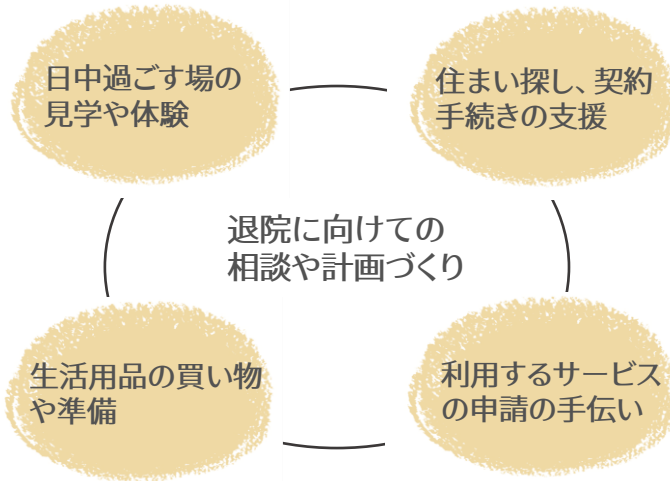 日中過ごす場の
見学や体験
住まい探し、契約
手続きの支援
退院に向けての
相談や計画づくり
生活用品の買い物
や準備
利用するサービス
の申請の手伝い